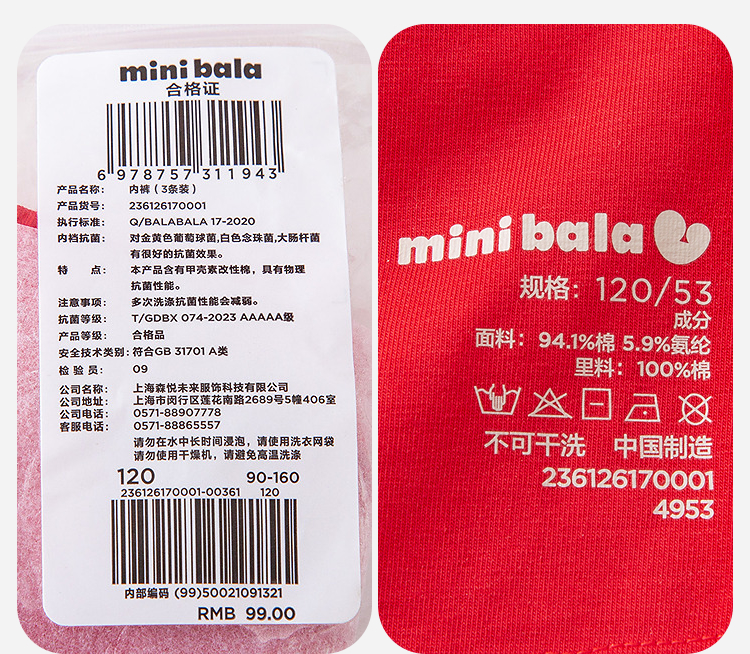 mini bala
合格证
6 978757 311943
产品名称： 内裤（3条装）
产品货号： 236126170001
执行标准： Q/BALABALA 17-2020
内档抗菌： 对金黄色葡萄球菌,白色念珠菌,大肠杆菌
有很好的抗菌效果。
特 点： 本产品含有甲壳素改性棉，具有物理
抗菌性能。
注意事项： 多次洗涤抗菌性能会减弱。
抗菌等级： T/GDBX 074-2023 AAAAA级
产品等级： 合格品
安全技术类别：符合GB 31701 A类
检 验 员： 09
公司名称： 上海森悦未来服饰科技有限公司
公司地址： 上海市闵行区莲花南路2689号5幢406室
公司电话： 0571-88907778
客服电话： 0571-88865557
请勿在水中长时间浸泡，请使用洗衣网袋
请勿使用干燥机，请避免高温洗涤
120 90-160
236126170001-00361 120
内部编码 (99)50021091321
RMB 99.00
mini bala
规格：120/53
成分
面料：94.1%棉 5.9%氨纶
里料：100%棉
不可干洗 中国制造
236126170001
4953